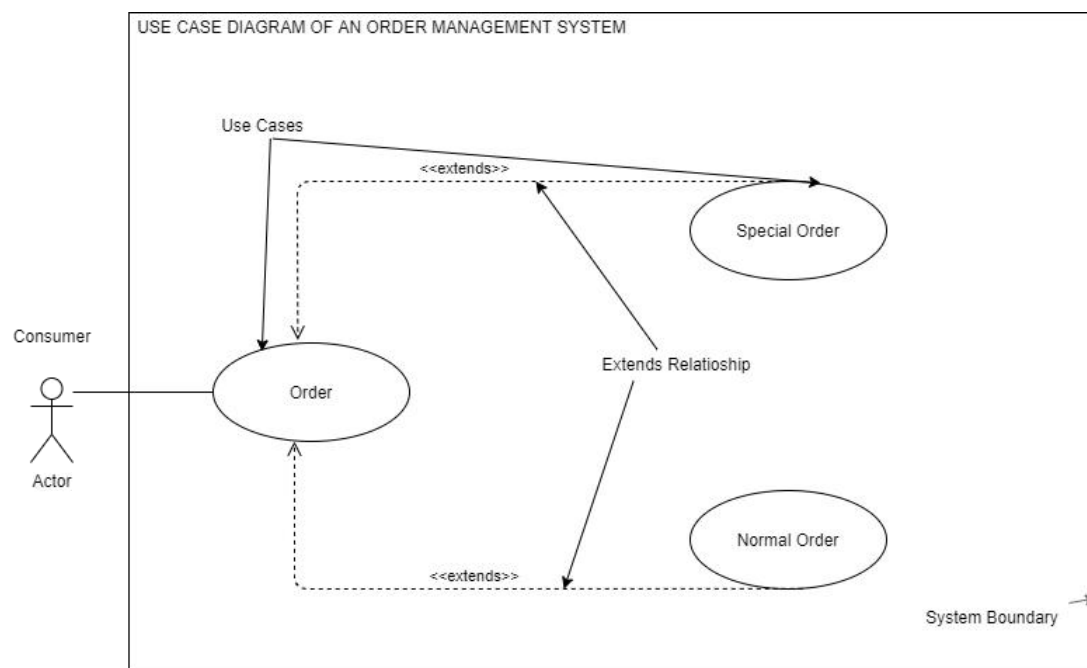 USE CASE DIAGRAM OF AN ORDER MANAGEMENT SYSTEM
Use Cases
<<extends>>
Special Order
Consumer
Extends Relatioship
Order
Actor
Normal Order
<<extends>>
System Boundary